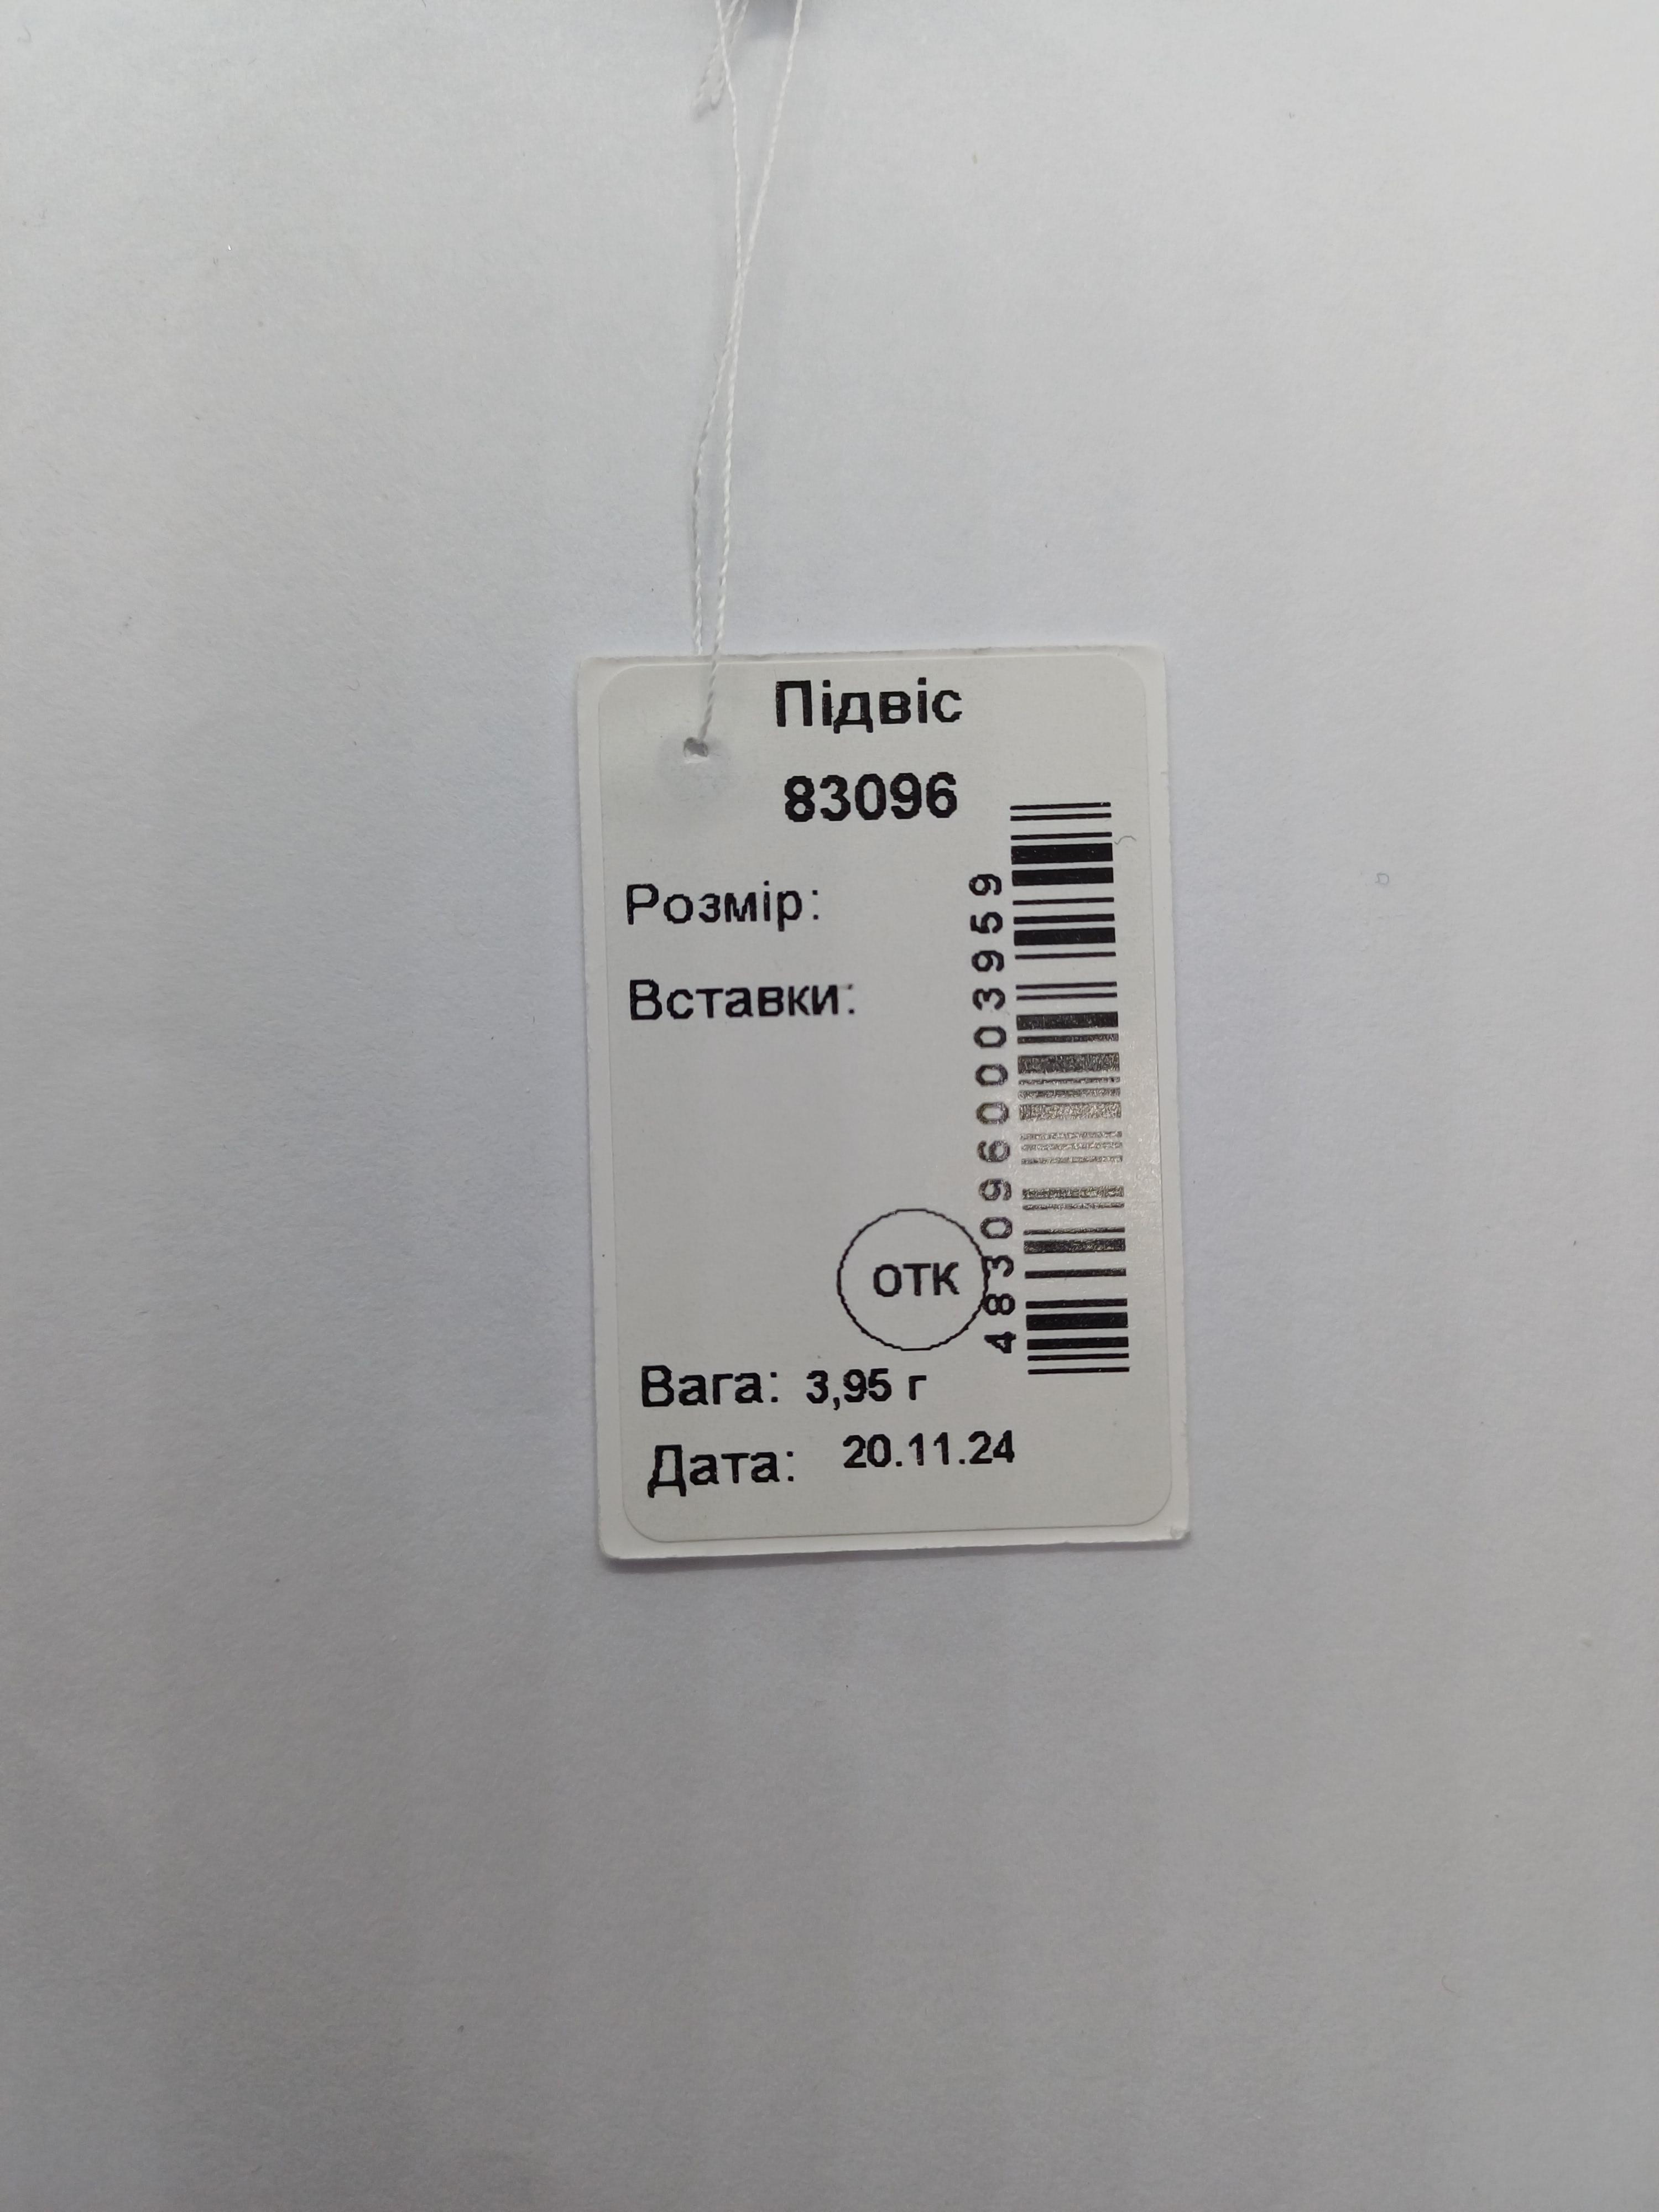 Підвіс
83096
Розмір:
Вставки:
4830960003959
ОТК
Вага: 3,95 г
Дата: 20.11.24